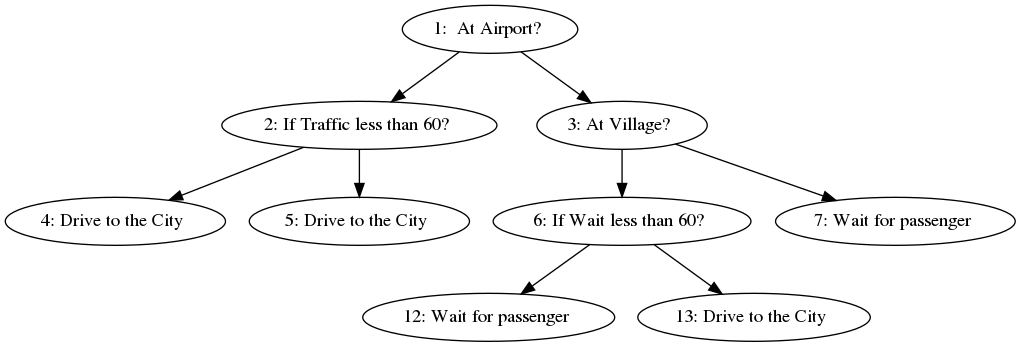 1:  At Airport?
2: If Traffic less than 60?
3: At Village?
4: Drive to the City
5: Drive to the City
6: If Wait less than 60?
7: Wait for passenger
12: Wait for passenger
13: Drive to the City